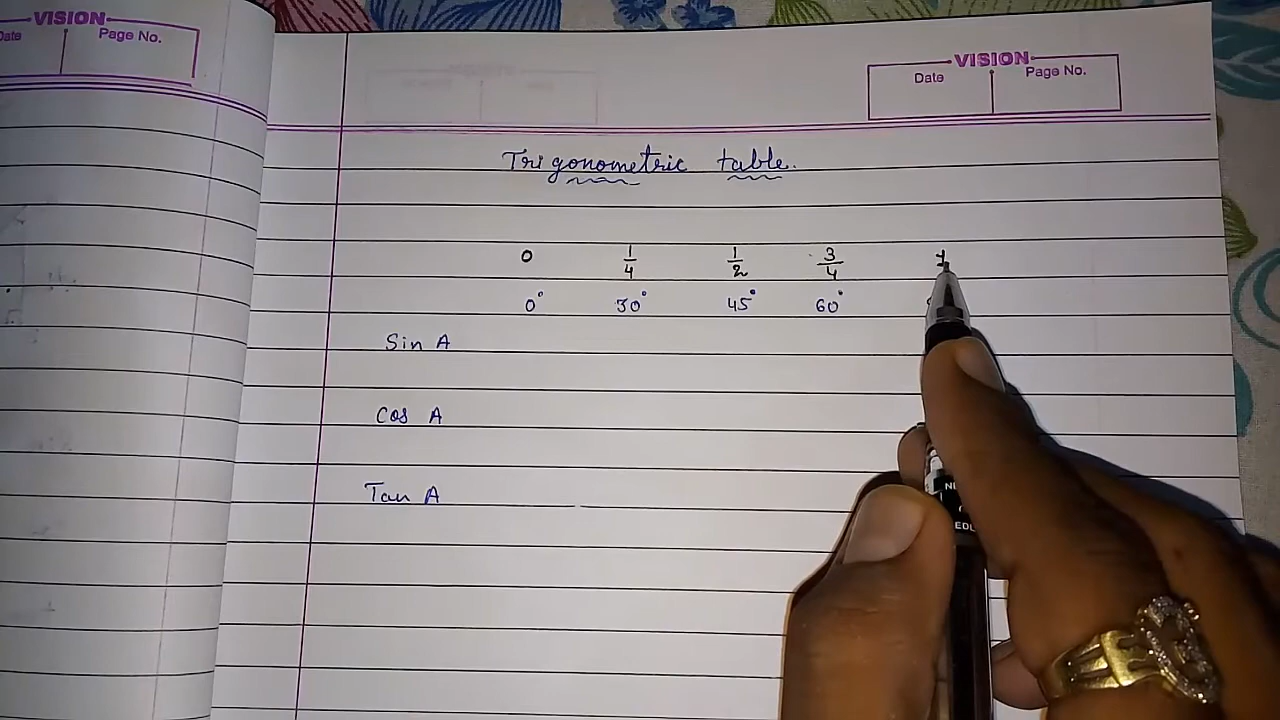 VISION
Date Page No.
VISION
Date Page No.
Trigonometric table.
0 1/4 1/2 3/4
0° 30° 45° 60°
Sin A
Cos A
Tan A